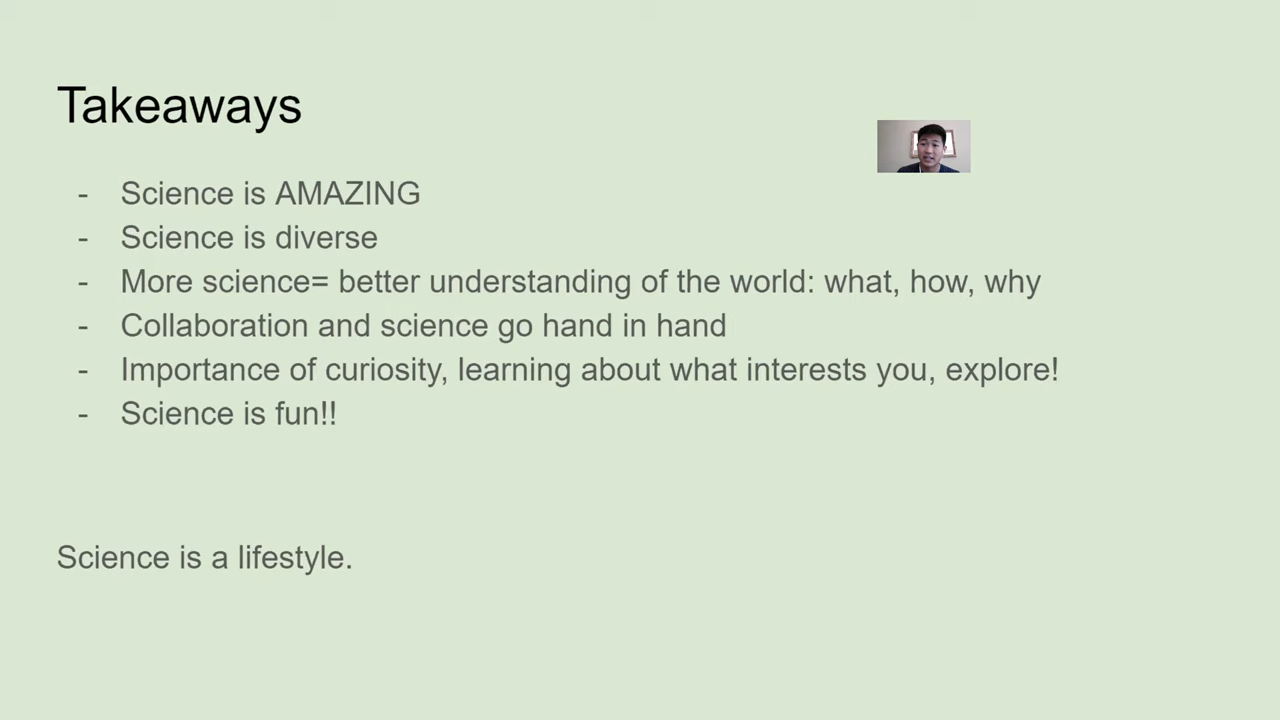 Takeaways
- Science is AMAZING
- Science is diverse
- More science= better understanding of the world: what, how, why
- Collaboration and science go hand in hand
- Importance of curiosity, learning about what interests you, explore!
- Science is fun!!
Science is a lifestyle.